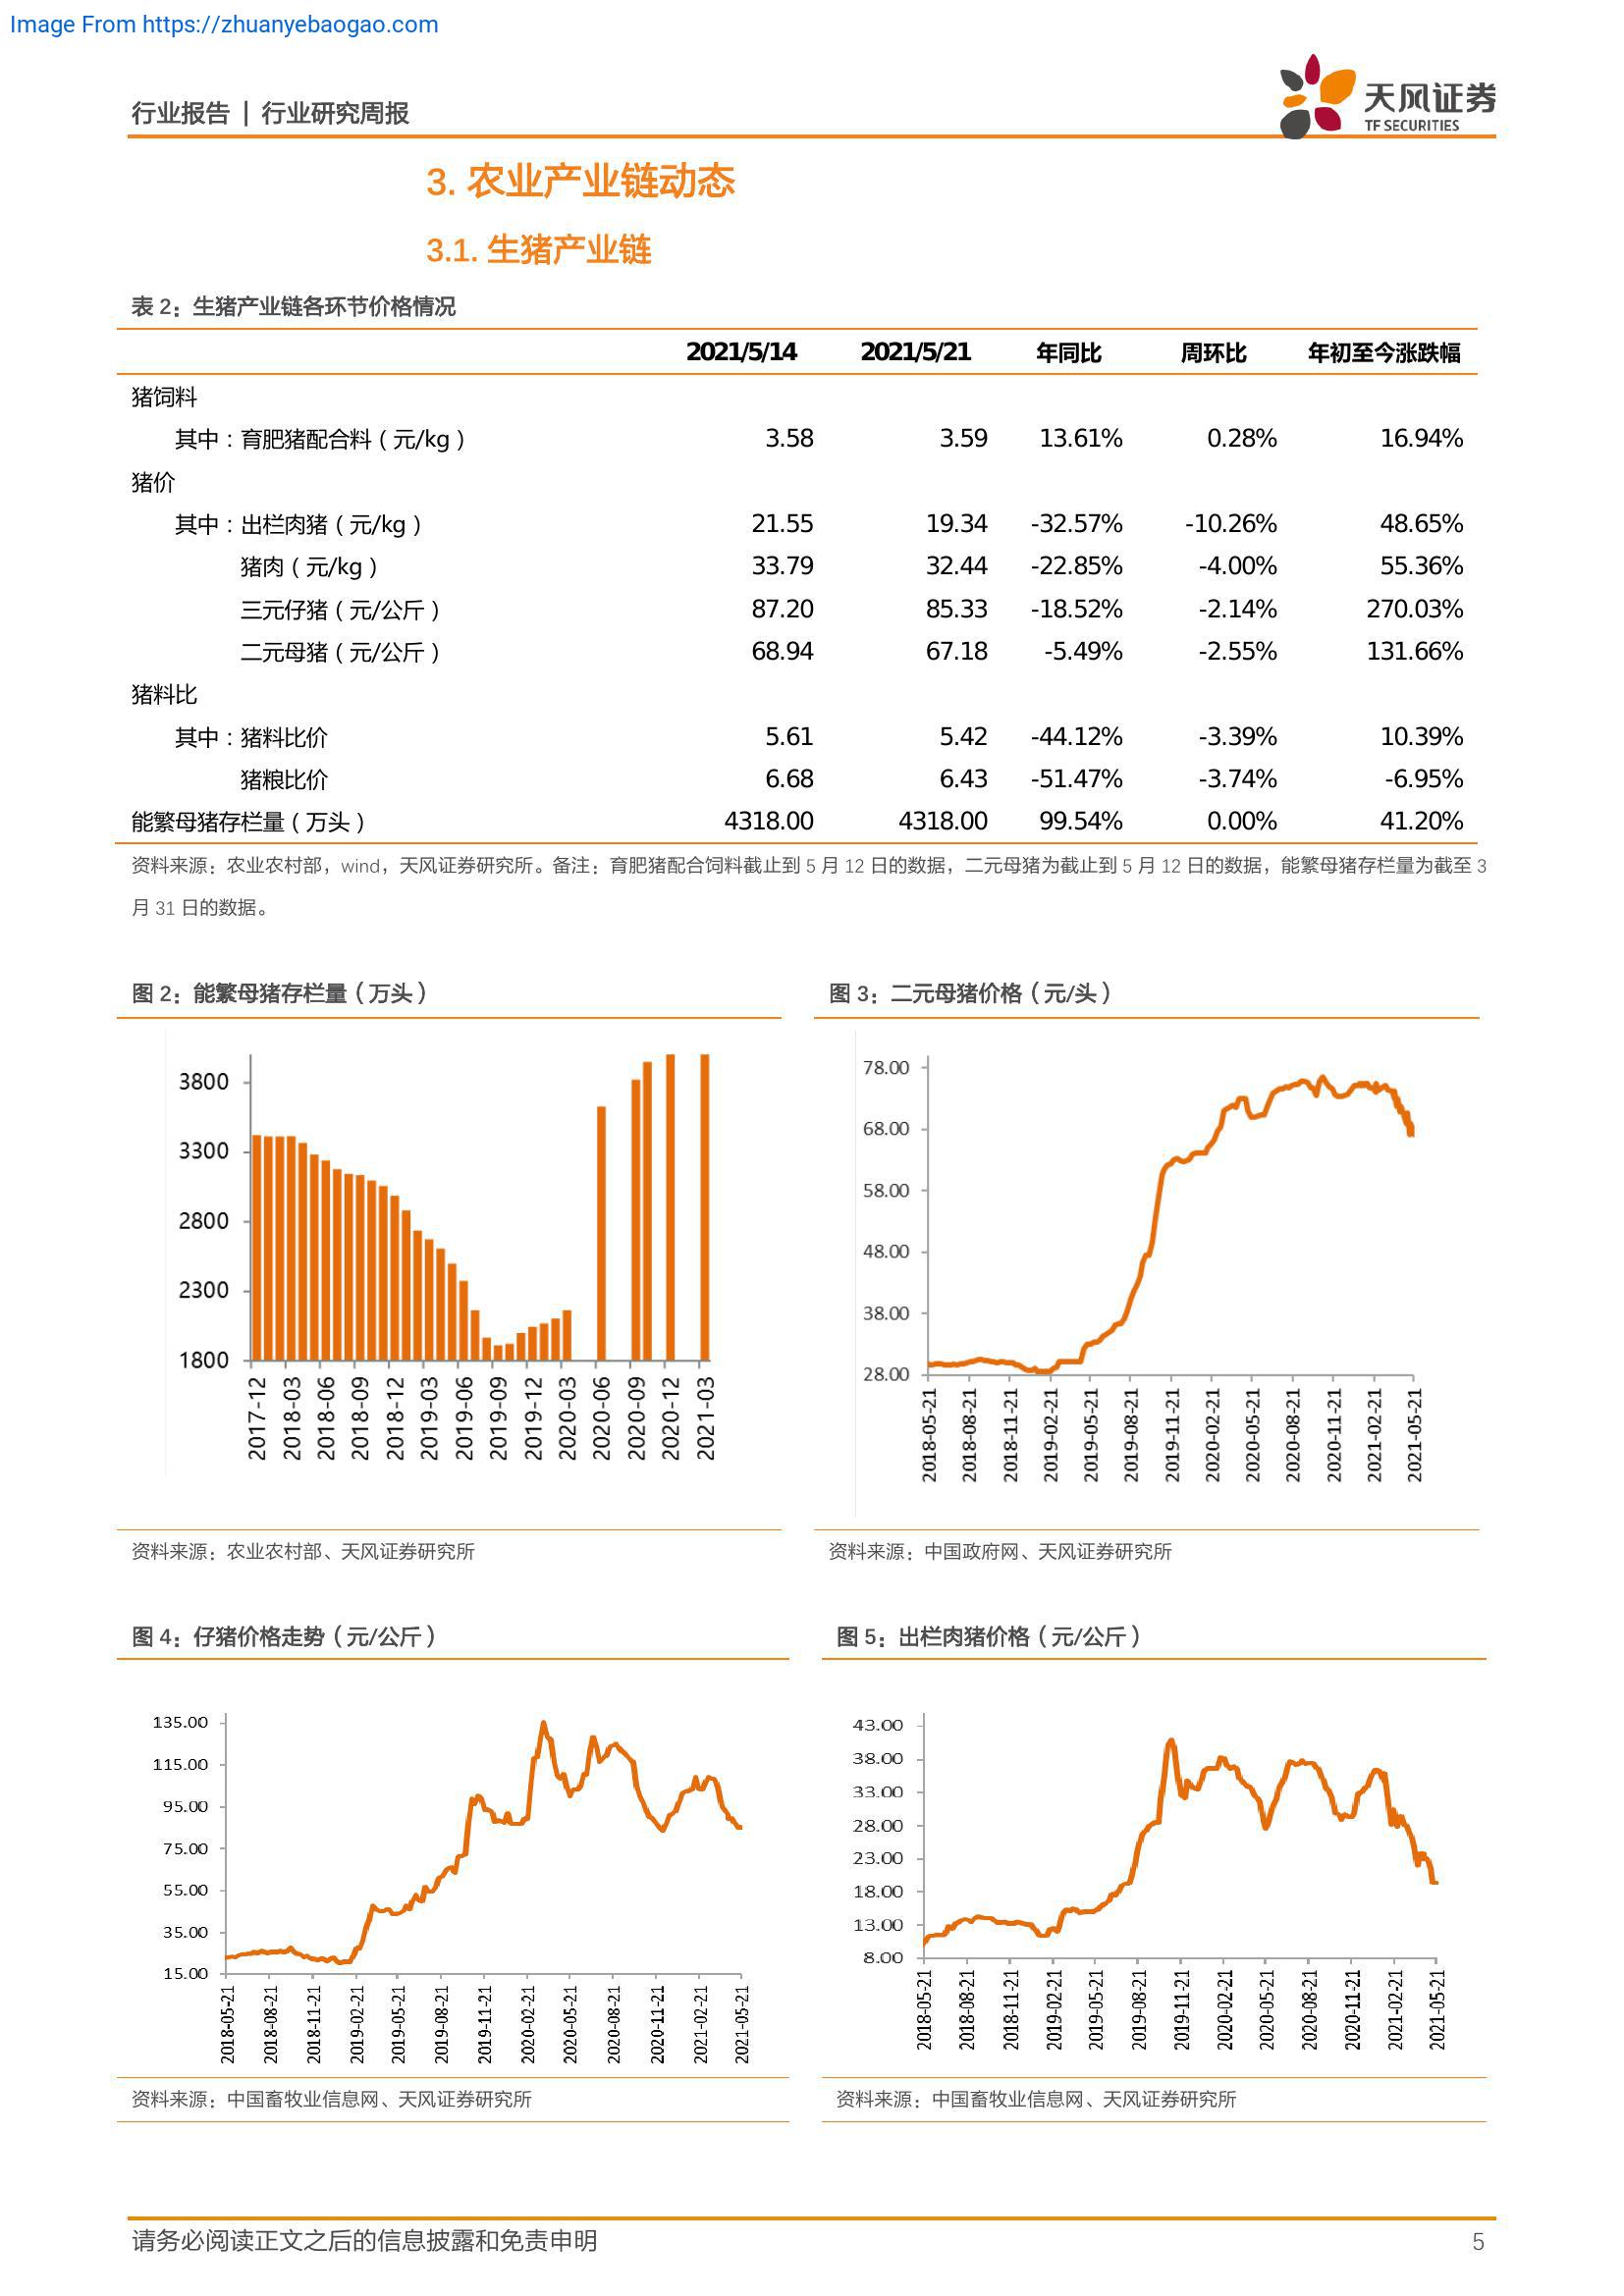 Image From https://zhuanyebaogao.com
行业报告 | 行业研究周报
天风证券
TF SECURITIES
3. 农业产业链动态
3.1. 生猪产业链
表 2：生猪产业链各环节价格情况
2021/5/14 2021/5/21 年同比 周环比 年初至今涨跌幅
猪饲料
其中：育肥猪配合料（元/kg） 3.58 3.59 13.61% 0.28% 16.94%
猪价
其中：出栏肉猪（元/kg） 21.55 19.34 -32.57% -10.26% 48.65%
猪肉（元/kg） 33.79 32.44 -22.85% -4.00% 55.36%
三元仔猪（元/公斤） 87.20 85.33 -18.52% -2.14% 270.03%
二元母猪（元/公斤） 68.94 67.18 -5.49% -2.55% 131.66%
猪料比
其中：猪料比价 5.61 5.42 -44.12% -3.39% 10.39%
猪粮比价 6.68 6.43 -51.47% -3.74% -6.95%
能繁母猪存栏量（万头） 4318.00 4318.00 99.54% 0.00% 41.20%
资料来源：农业农村部，wind，天风证券研究所。备注：育肥猪配合饲料截止到 5 月 12 日的数据，二元母猪为截止到 5 月 12 日的数据，能繁母猪存栏量为截至 3
月 31 日的数据。
图 2：能繁母猪存栏量（万头）
3800
3300
2800
2300
1800
2017-12 2018-03 2018-06 2018-09 2018-12 2019-03 2019-06 2019-09 2019-12 2020-03 2020-06 2020-09 2020-12 2021-03
资料来源：农业农村部、天风证券研究所
图 3：二元母猪价格（元/头）
78.00
68.00
58.00
48.00
38.00
28.00
2018-05-21 2018-08-21 2018-11-21 2019-02-21 2019-05-21 2019-08-21 2019-11-21 2020-02-21 2020-05-21 2020-08-21 2020-11-21 2021-02-21 2021-05-21
资料来源：中国政府网、天风证券研究所
图 4：仔猪价格走势（元/公斤）
135.00
115.00
95.00
75.00
55.00
35.00
15.00
2018-05-21 2018-08-21 2018-11-21 2019-02-21 2019-05-21 2019-08-21 2019-11-21 2020-02-21 2020-05-21 2020-08-21 2020-11-21 2021-02-21 2021-05-21
资料来源：中国畜牧业信息网、天风证券研究所
图 5：出栏肉猪价格（元/公斤）
43.00
38.00
33.00
28.00
23.00
18.00
13.00
8.00
2018-05-21 2018-08-21 2018-11-21 2019-02-21 2019-05-21 2019-08-21 2019-11-21 2020-02-21 2020-05-21 2020-08-21 2020-11-21 2021-02-21 2021-05-21
资料来源：中国畜牧业信息网、天风证券研究所
请务必阅读正文之后的信息披露和免责申明 5